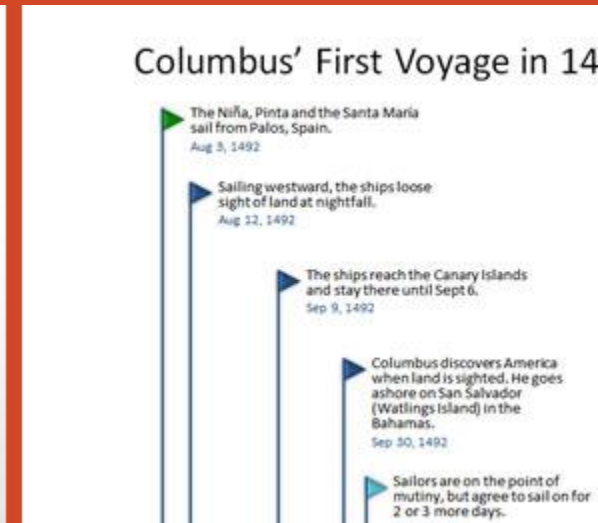 Columbus’ First Voyage in 14
The Niña, Pinta and the Santa María
sail from Palos, Spain.
Aug 3, 1492
Sailing westward, the ships loose
sight of land at nightfall.
Aug 12, 1492
The ships reach the Canary Islands
and stay there until Sept 6.
Sep 9, 1492
Columbus discovers America
when land is sighted. He goes
ashore on San Salvador
(Watlings Island) in the
Bahamas.
Sep 30, 1492
Sailors are on the point of
mutiny, but agree to sail on for
2 or 3 more days.